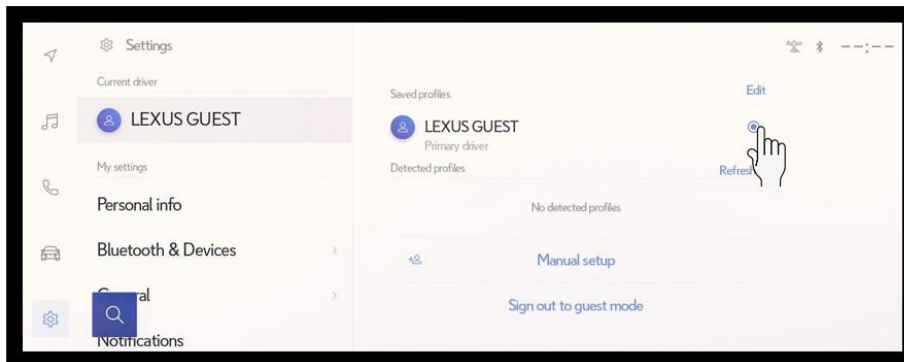 Settings
--:--
Current driver
LEXUS GUEST
My settings
Personal info
Bluetooth & Devices
Notifications
Saved profiles
Edit
LEXUS GUEST
Primary driver
Detected profiles
No detected profiles
Manual setup
Sign out to guest mode